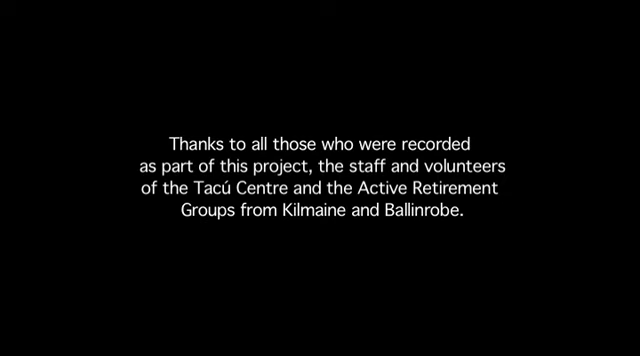 Thanks to all those who were recorded
as part of this project, the staff and volunteers
of the Tacú Centre and the Active Retirement
Groups from Kilmaine and Ballinrobe.